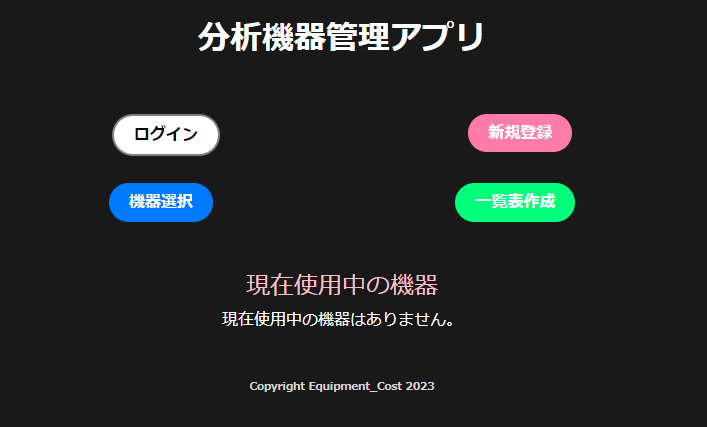 分析機器管理アプリ
ログイン
新規登録
機器選択
一覧表作成
現在使用中の機器
現在使用中の機器はありません。
Copyright Equipment_Cost 2023